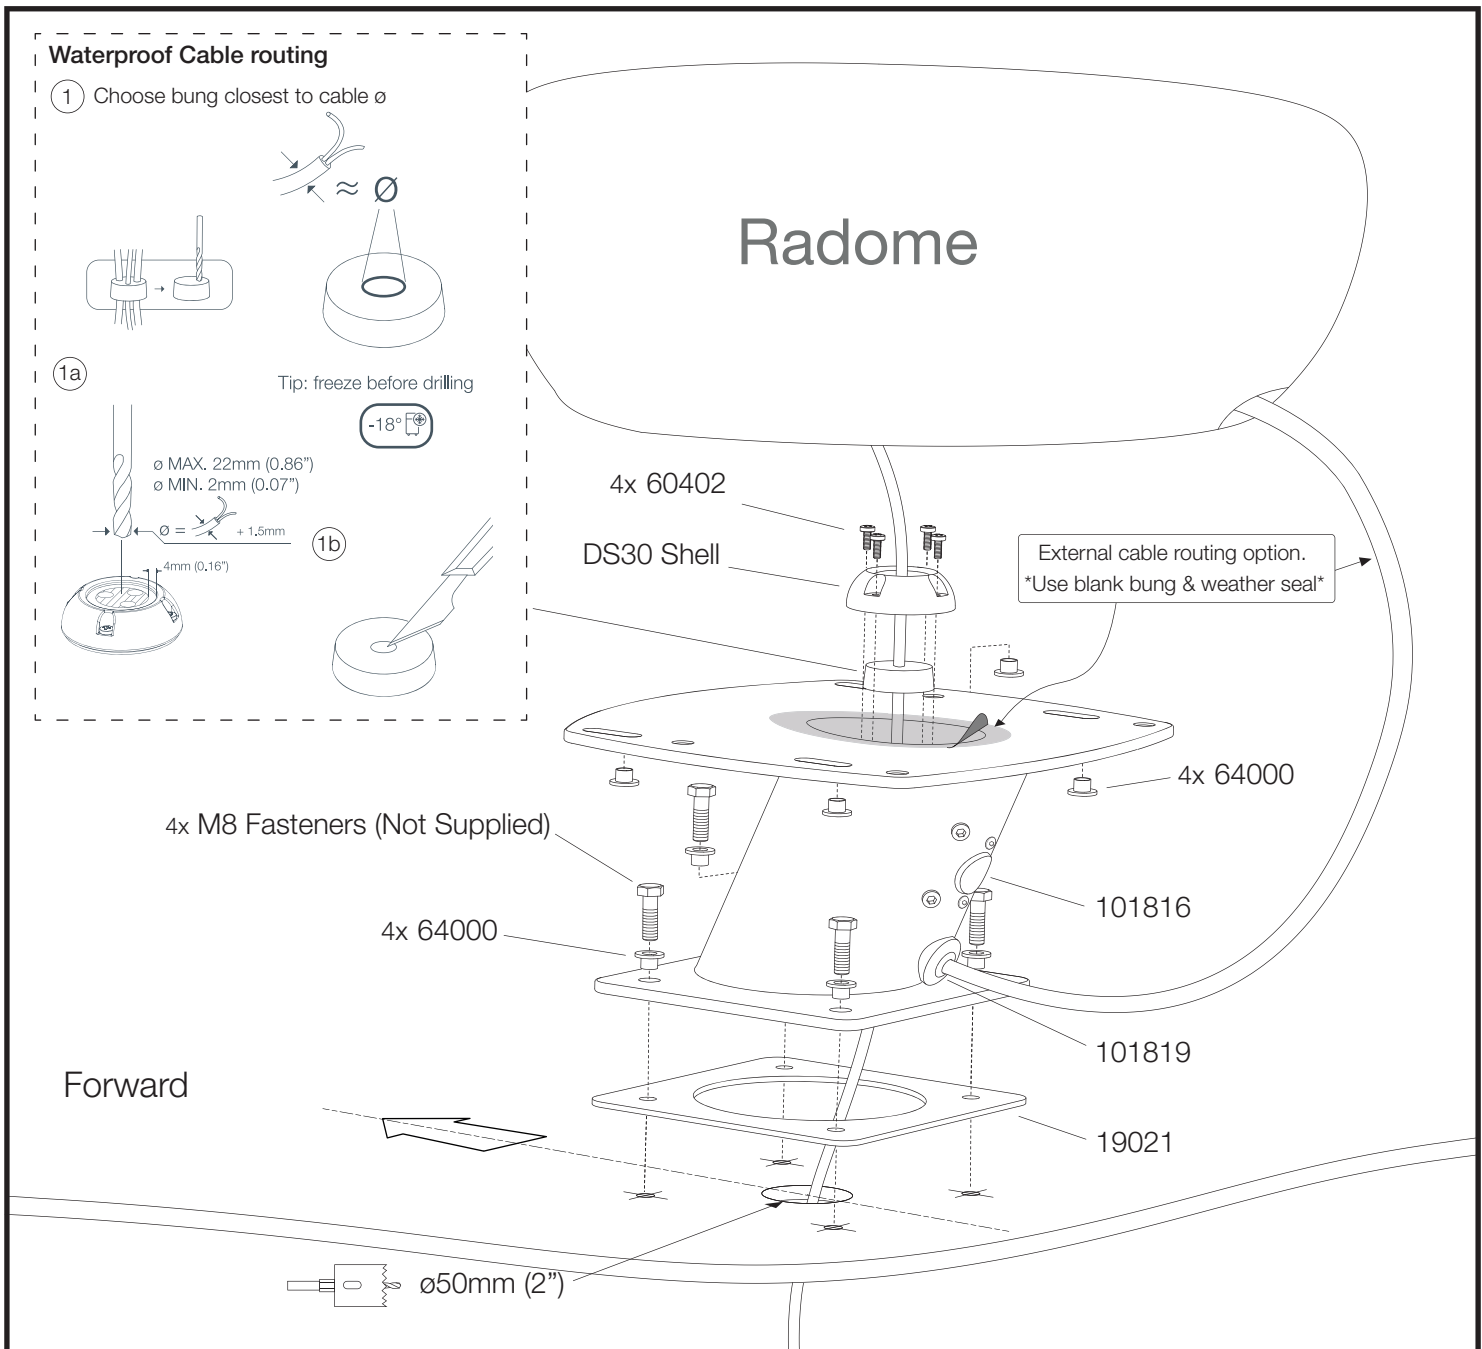 Waterproof Cable routing
1 Choose bung closest to cable ø
≈ Ø
1a
Tip: freeze before drilling
-18°
ø MAX. 22mm (0.86”)
ø MIN. 2mm (0.07”)
Ø = + 1.5mm
1b
4mm (0.16”)
Radome
4x 60402
DS30 Shell
External cable routing option.
*Use blank bung & weather seal*
4x 64000
4x M8 Fasteners (Not Supplied)
101816
4x 64000
101819
Forward
19021
ø50mm (2”)